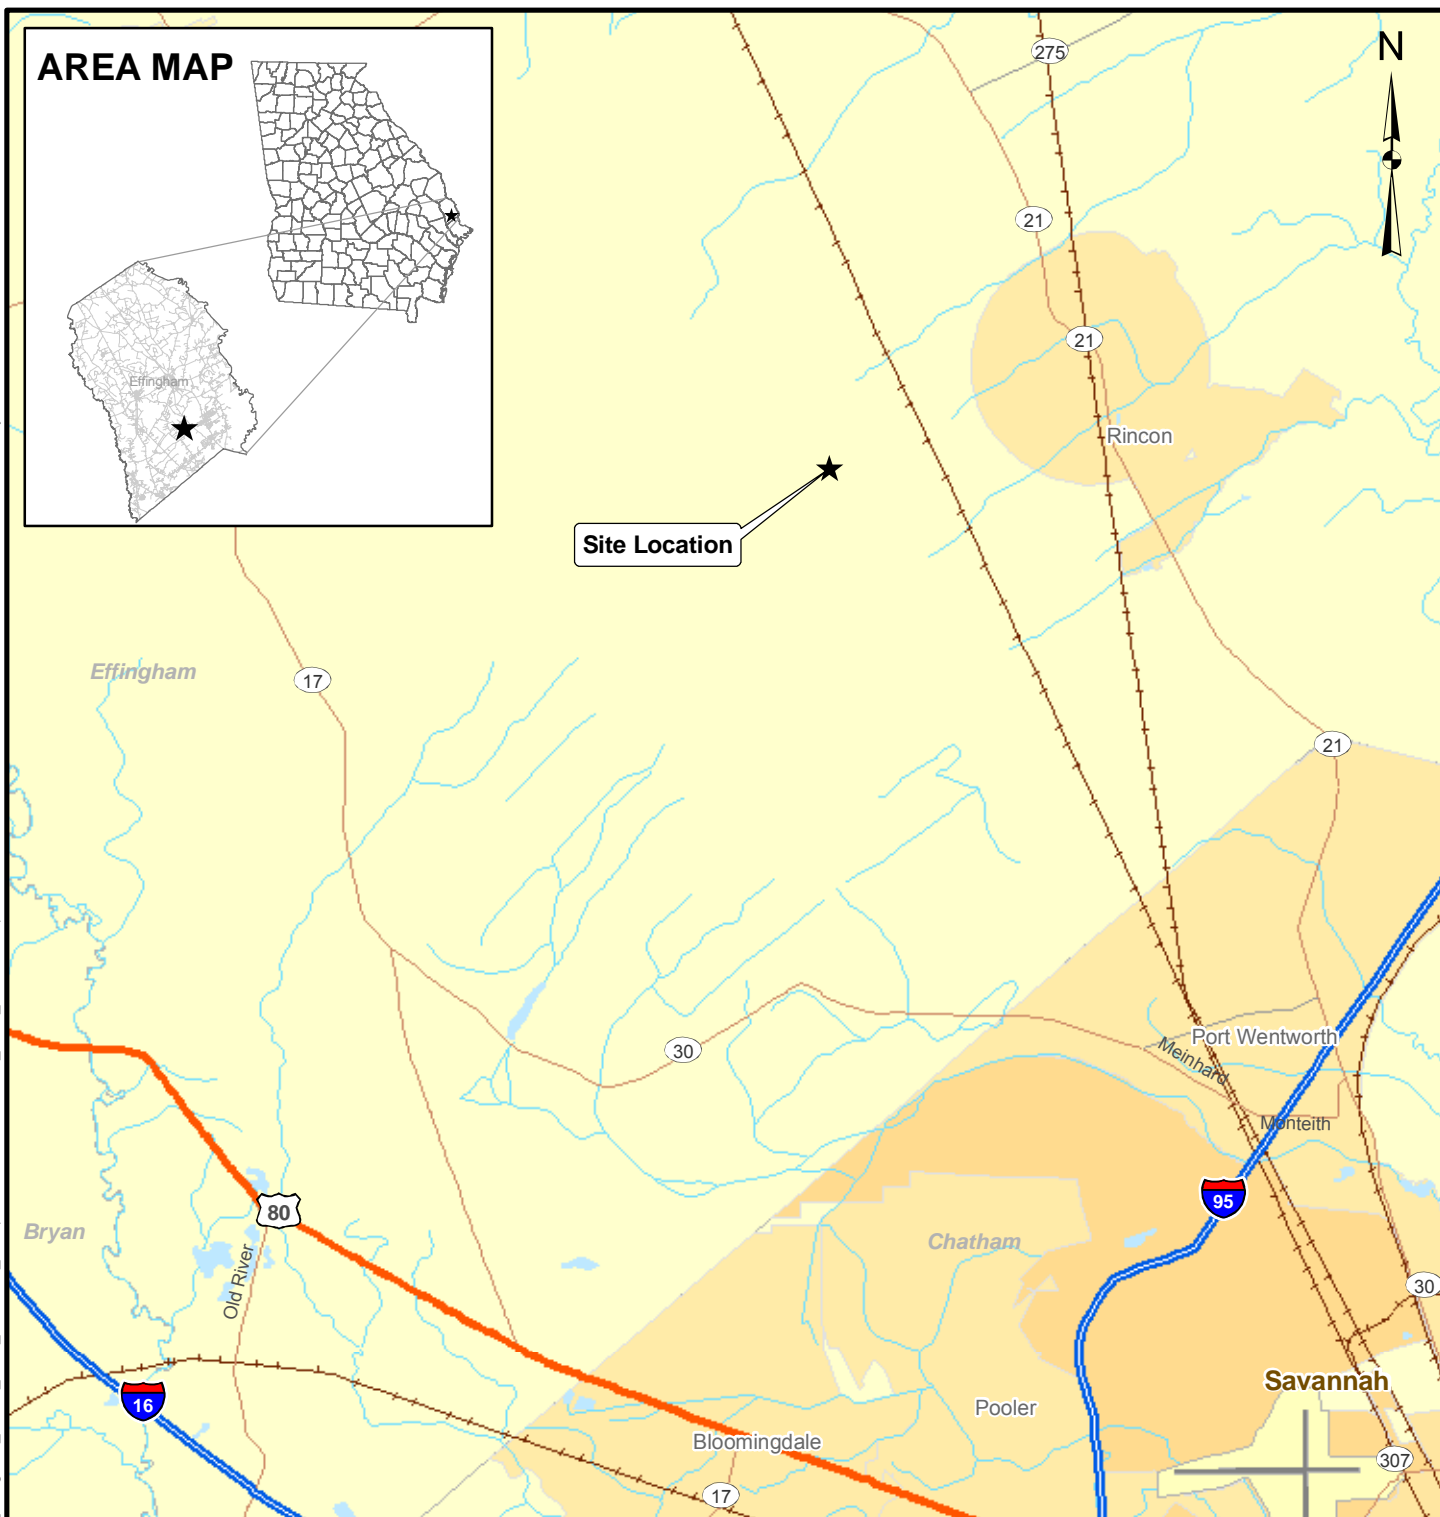 AREA MAP
N
275
21
Effingham
21
Rincon
Site Location
Effingham
17
21
30
Port Wentworth
Meinhard
Monteith
95
80
Bryan
Chatham
Old River
30
Savannah
16
Pooler
Bloomingdale
307
17